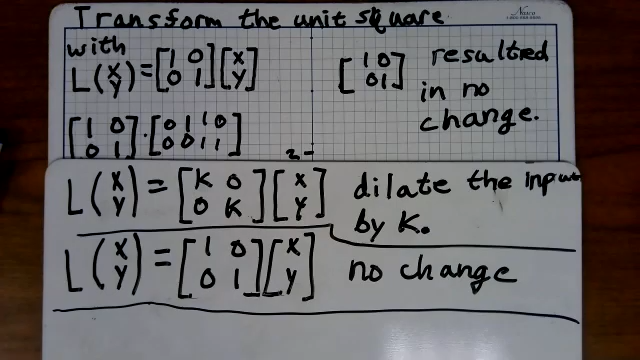 Transform the unit square
with
L(x y) = [1 0 0 1][x y]
[1 0 0 1] resulted in no change.
[1 0 0 1] · [0 1 1 0 0 0 1 1]
2
L(x y) = [K 0 0 K][x y] dilate the input by K.
L(x y) = [1 0 0 1][x y] no change